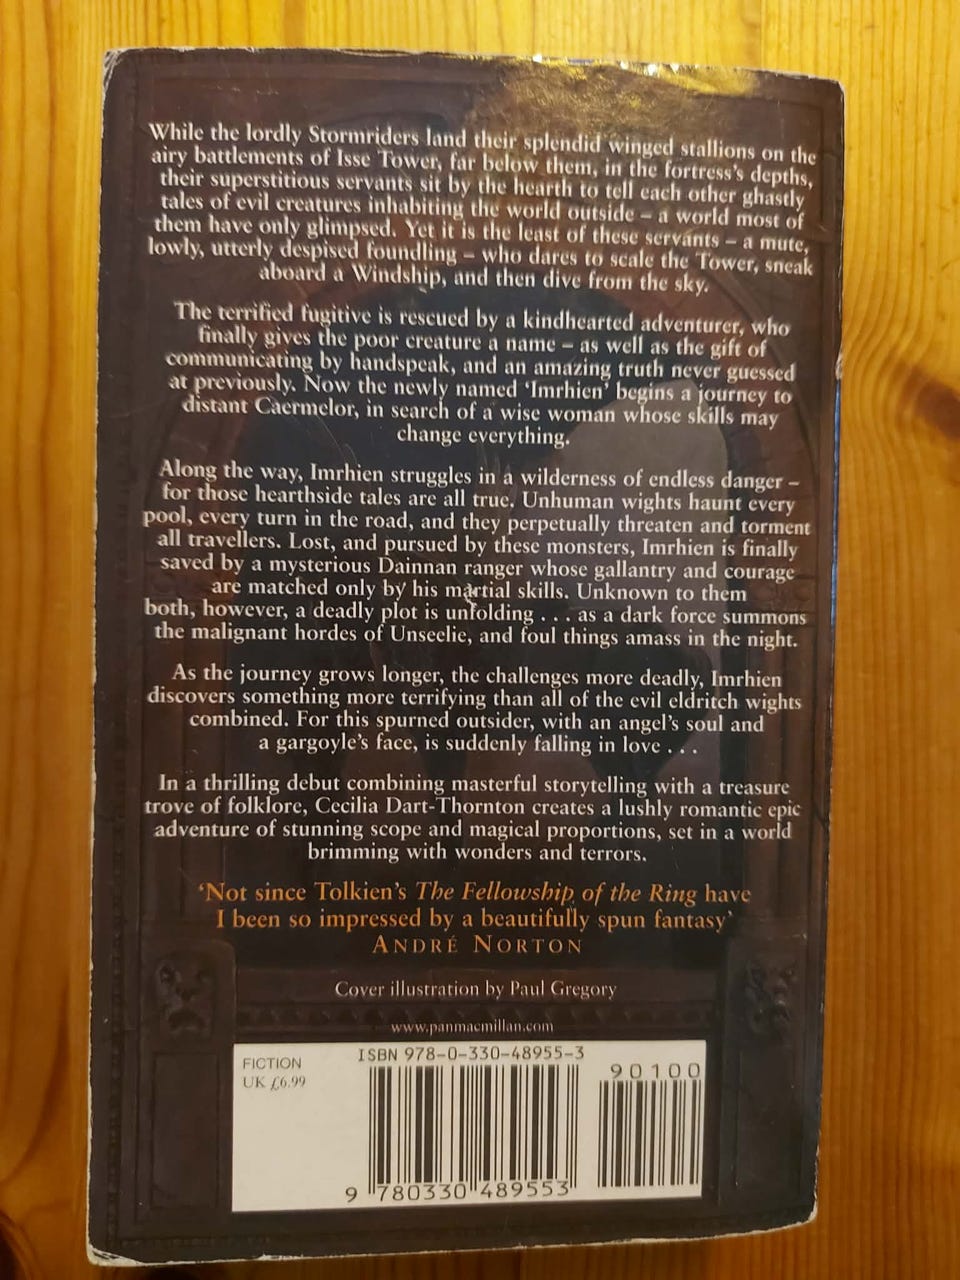 While the lordly Stormriders land their splendid winged stallions on the
airy battlements of Isse Tower, far below them, in the fortress's depths,
their superstitious servants sit by the hearth to tell each other ghastly
tales of evil creatures inhabiting the world outside – a world most of
them have only glimpsed. Yet it is the least of these servants – a mute,
lowly, utterly despised foundling – who dares to scale the Tower, sneak
aboard a Windship, and then dive from the sky.
The terrified fugitive is rescued by a kindhearted adventurer, who
finally gives the poor creature a name – as well as the gift of
communicating by handspeak, and an amazing truth never guessed
at previously. Now the newly named 'Imrhien' begins a journey to
distant Caermelor, in search of a wise woman whose skills may
change everything.
Along the way, Imrhien struggles in a wilderness of endless danger –
for those hearthside tales are all true. Unhuman wights haunt every
pool, every turn in the road, and they perpetually threaten and torment
all travellers. Lost, and pursued by these monsters, Imrhien is finally
saved by a mysterious Dainnan ranger whose gallantry and courage
are matched only by his martial skills. Unknown to them
both, however, a deadly plot is unfolding . . . as a dark force summons
the malignant hordes of Unseelie, and foul things amass in the night.
As the journey grows longer, the challenges more deadly, Imrhien
discovers something more terrifying than all of the evil eldritch wights
combined. For this spurned outsider, with an angel's soul and
a gargoyle's face, is suddenly falling in love . . .
In a thrilling debut combining masterful storytelling with a treasure
trove of folklore, Cecilia Dart-Thornton creates a lushly romantic epic
adventure of stunning scope and magical proportions, set in a world
brimming with wonders and terrors.
'Not since Tolkien's The Fellowship of the Ring have
I been so impressed by a beautifully spun fantasy'
ANDRÉ NORTON
Cover illustration by Paul Gregory
www.panmacmillan.com
FICTION
UK £6.99
ISBN 978-0-330-48955-3
90100
9 780330 489553